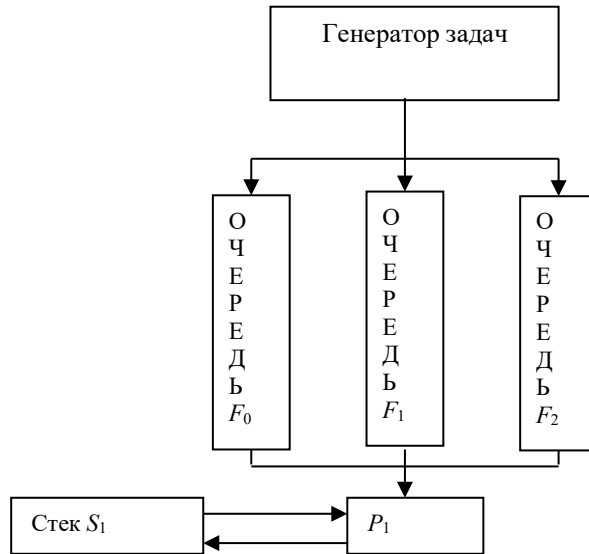 Генератор задач
О
Ч
Е
Р
Е
Д
Ь
F0
О
Ч
Е
Р
Е
Д
Ь
F1
О
Ч
Е
Р
Е
Д
Ь
F2
Стек S1
P1